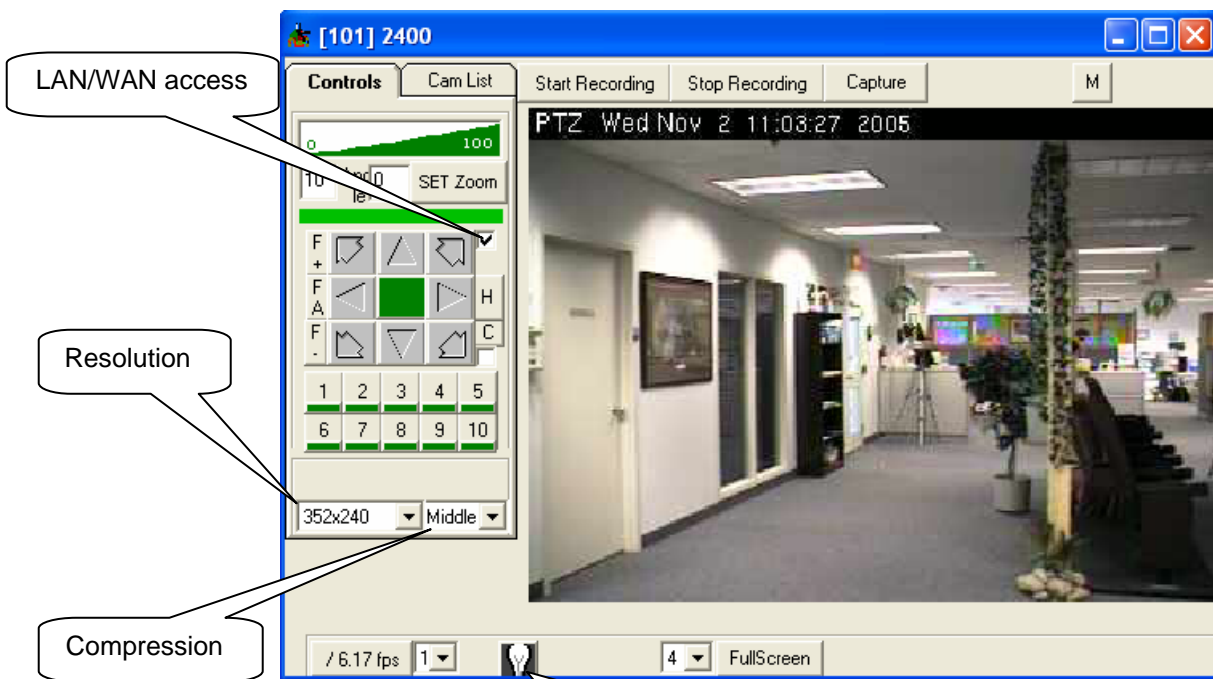 [101] 2400
LAN/WAN access
Controls
Cam List
Start Recording
Stop Recording
Capture
M
PTZ Wed Nov 2 11:03:27 2005
0
100
10
0
SET Zoom
F
+
F
A
H
F
-
C
Resolution
1 2 3 4 5
6 7 8 9 10
352x240
Middle
Compression
/ 6.17 fps
1
4
FullScreen